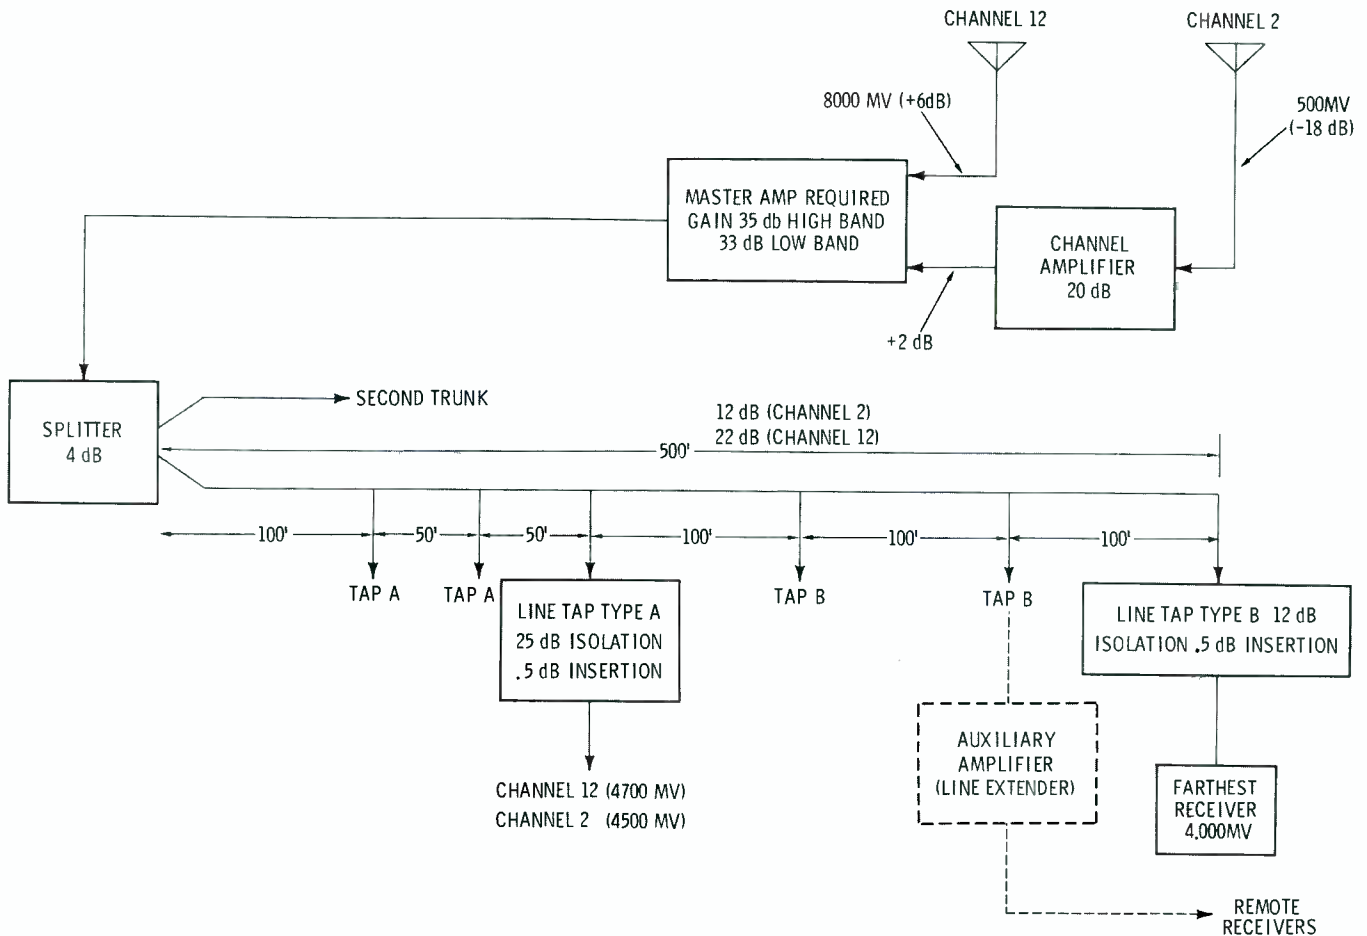 CHANNEL 12
CHANNEL 2
8000 MV (+6dB)
500MV
(-18 dB)
MASTER AMP REQUIRED
GAIN 35 db HIGH BAND
33 dB LOW BAND
CHANNEL
AMPLIFIER
20 dB
+2 dB
SPLITTER
4 dB
SECOND TRUNK
12 dB (CHANNEL 2)
22 dB (CHANNEL 12)
500'
100'
50'
50'
100'
100'
100'
TAP A
TAP A
LINE TAP TYPE A
25 dB ISOLATION
.5 dB INSERTION
TAP B
TAP B
LINE TAP TYPE B 12 dB
ISOLATION .5 dB INSERTION
CHANNEL 12 (4700 MV)
CHANNEL 2 (4500 MV)
AUXILIARY
AMPLIFIER
(LINE EXTENDER)
FARTHEST
RECEIVER
4.000MV
REMOTE
RECEIVERS